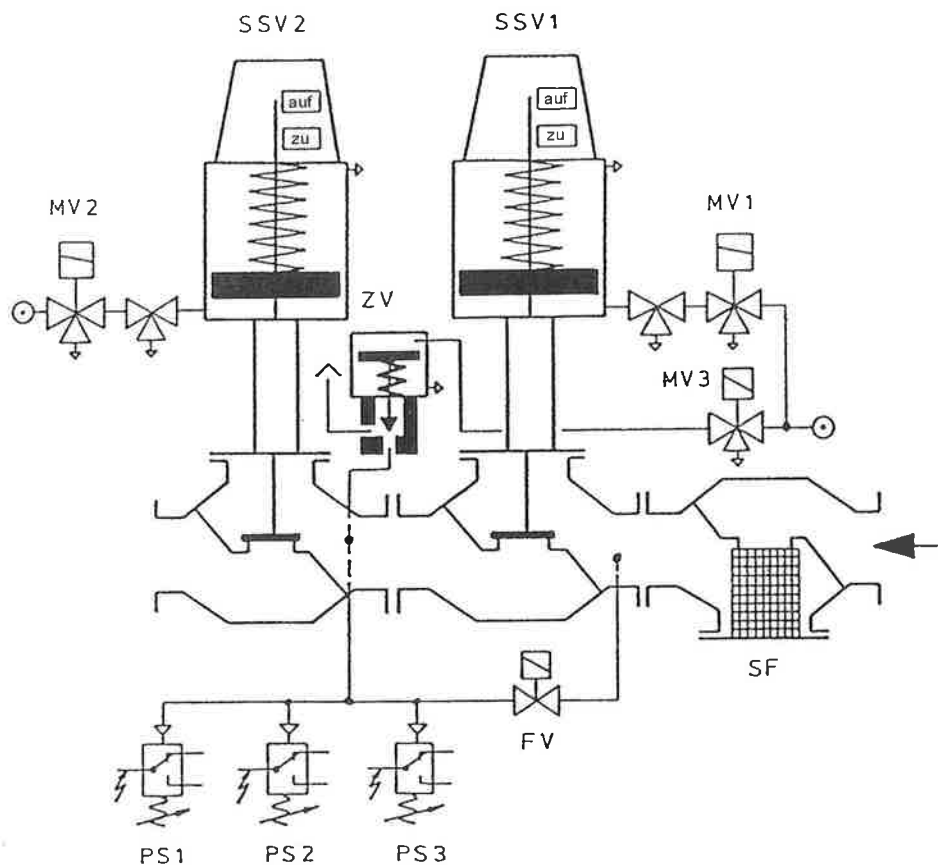 SSV2
SSV1
auf
auf
zu
zu
MV2
MV1
ZV
MV3
SF
FV
PS1
PS2
PS3